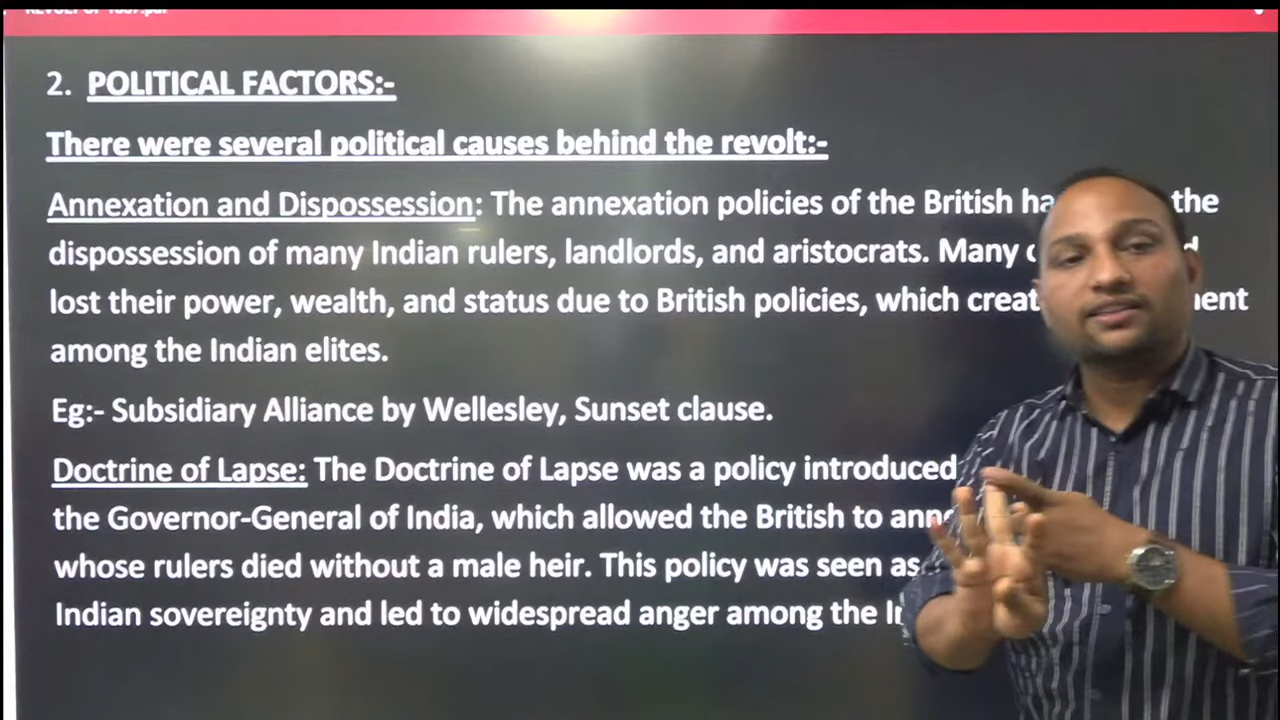 2. POLITICAL FACTORS:-
There were several political causes behind the revolt:-
Annexation and Dispossession: The annexation policies of the British the
dispossession of many Indian rulers, landlords, and aristocrats. Many
lost their power, wealth, and status due to British policies, which
among the Indian elites.
Eg:- Subsidiary Alliance by Wellesley, Sunset clause.
Doctrine of Lapse: The Doctrine of Lapse was a policy introduced
the Governor-General of India, which allowed the British to
whose rulers died without a male heir. This policy was seen as
Indian sovereignty and led to widespread anger among the